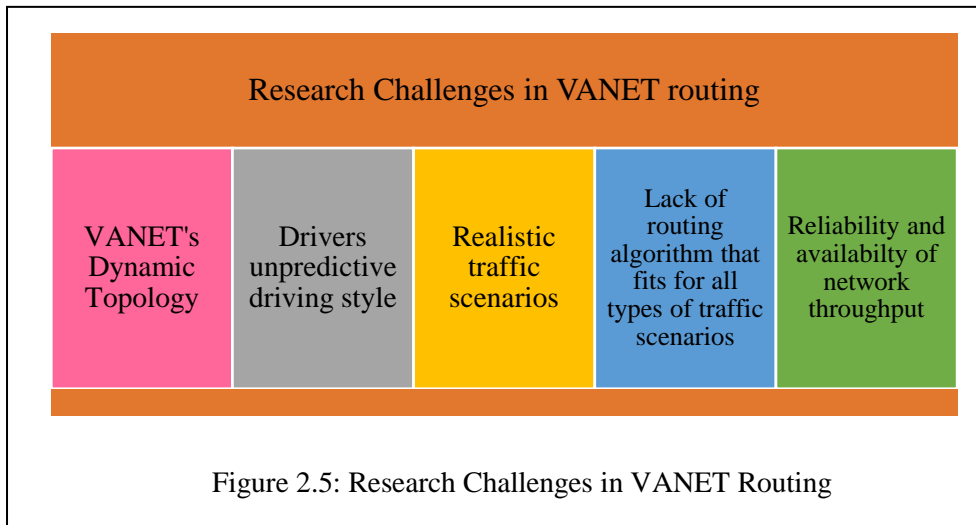 Research Challenges in VANET routing
VANET's
Dynamic
Topology
Drivers
unpredictive
driving style
Realistic
traffic
scenarios
Lack of
routing
algorithm that
fits for all
types of traffic
scenarios
Reliability and
availabilty of
network
throughput
Figure 2.5: Research Challenges in VANET Routing